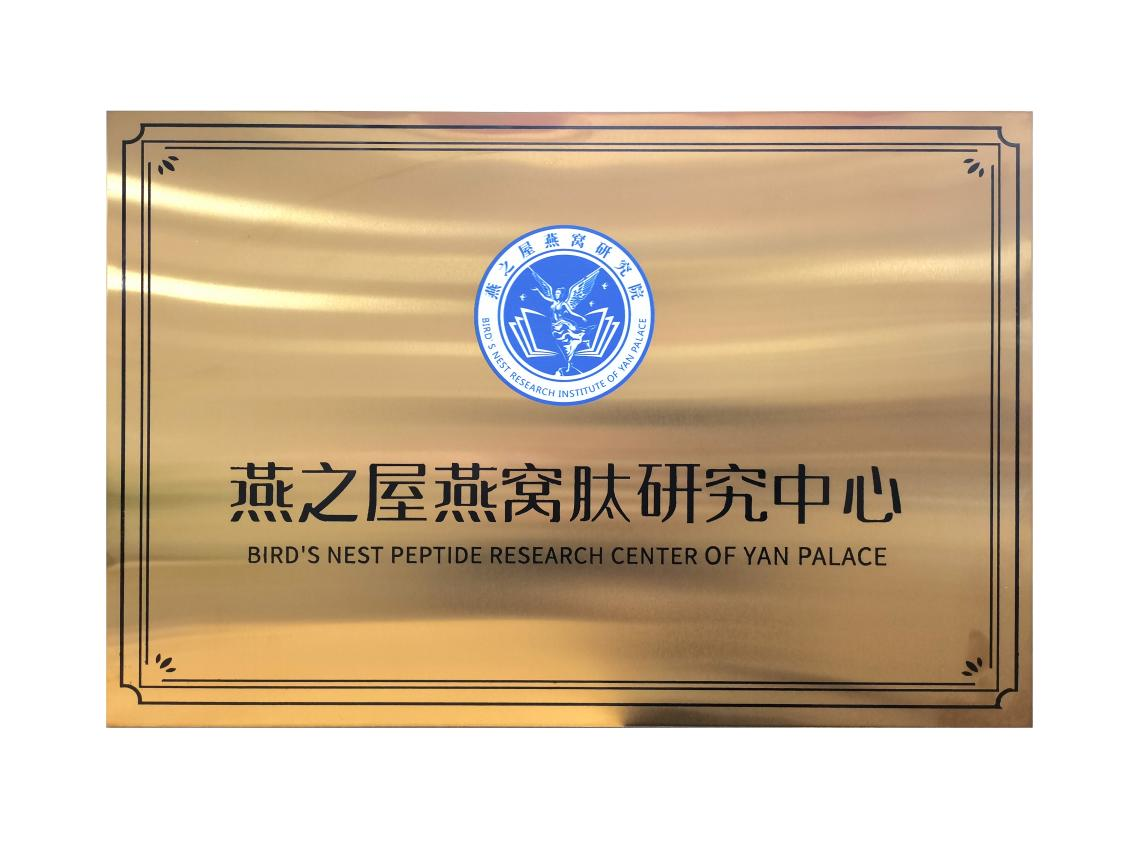 燕之屋燕窝研究院
BIRD'S NEST RESEARCH INSTITUTE OF YAN PALACE
燕之屋燕窝肽研究中心
BIRD'S NEST PEPTIDE RESEARCH CENTER OF YAN PALACE